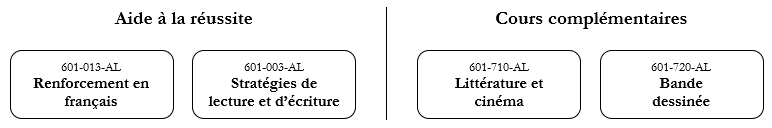 Aide à la réussite
601-013-AL
Renforcement en
français
601-003-AL
Stratégies de
lecture et d'écriture
Cours complémentaires
601-710-AL
Littérature et
cinéma
601-720-AL
Bande
dessinée